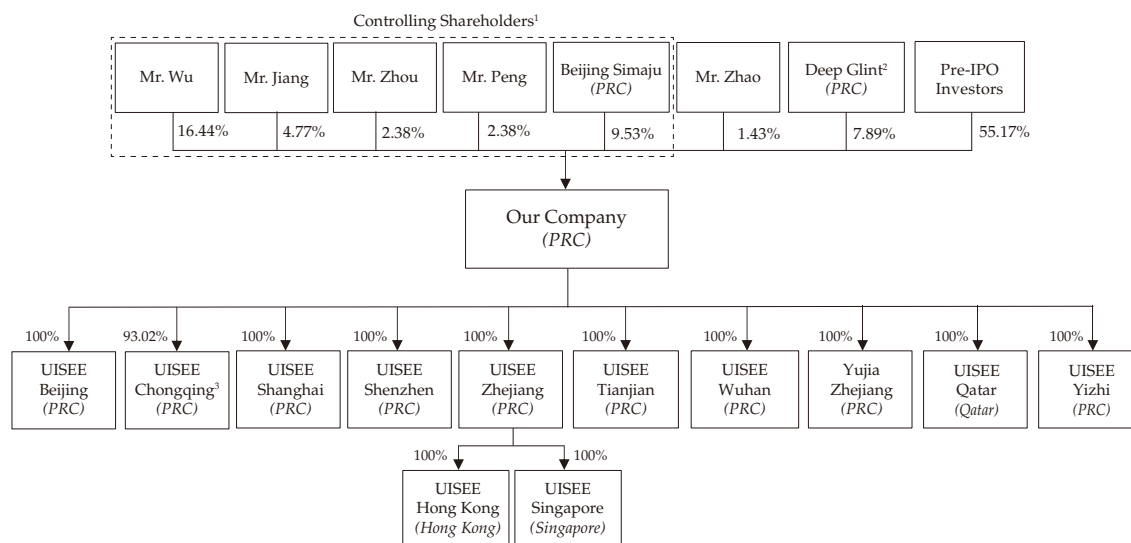 Controlling Shareholders¹
Mr. Wu
Mr. Jiang
Mr. Zhou
Mr. Peng
Beijing Simaju
(PRC)
Mr. Zhao
Deep Glint²
(PRC)
Pre-IPO
Investors
16.44%
4.77%
2.38%
2.38%
9.53%
1.43%
7.89%
55.17%
Our Company
(PRC)
100%
93.02%
100%
100%
100%
100%
100%
100%
100%
100%
UISEE
Beijing
(PRC)
UISEE
Chongqing³
(PRC)
UISEE
Shanghai
(PRC)
UISEE
Shenzhen
(PRC)
UISEE
Zhejiang
(PRC)
UISEE
Tianjian
(PRC)
UISEE
Wuhan
(PRC)
Yujia
Zhejiang
(PRC)
UISEE
Qatar
(Qatar)
UISEE
Yizhi
(PRC)
100%
100%
UISEE
Hong Kong
(Hong Kong)
UISEE
Singapore
(Singapore)